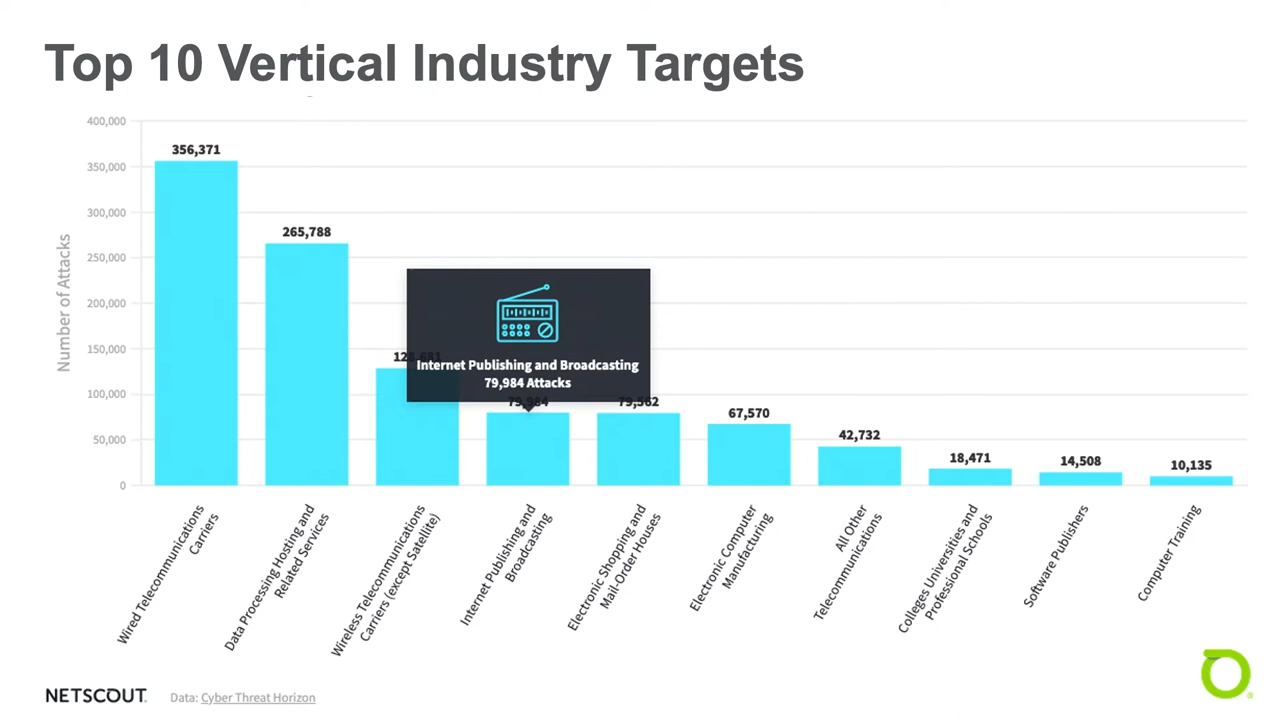 Top 10 Vertical Industry Targets
400,000
350,000
300,000
250,000
200,000
150,000
100,000
50,000
0
Number of Attacks
356,371
265,788
Internet Publishing and Broadcasting
79,984 Attacks
79,984
79,562
67,570
42,732
18,471
14,508
10,135
Wired Telecommunications
Carriers
Data Processing Hosting and
Related Services
Wireless Telecommunications
Carriers (except Satellite)
Internet Publishing and
Broadcasting
Electronic Shopping and
Mail-Order Houses
Electronic Computer
Manufacturing
All Other
Telecommunications
Colleges Universities and
Professional Schools
Software Publishers
Computer Training
NETSCOUT.
Data: Cyber Threat Horizon